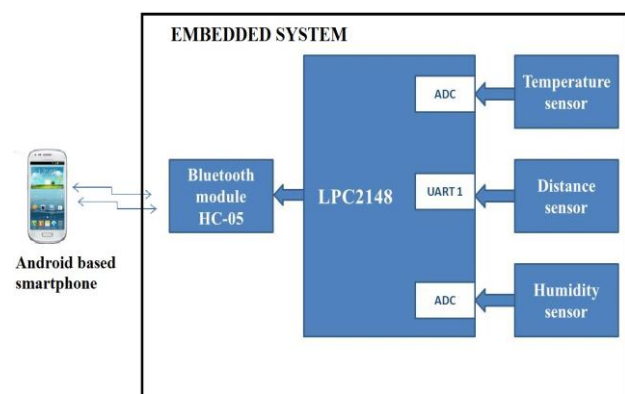 EMBEDDED SYSTEM
ADC
Temperature
sensor
Bluetooth
module
HC-05
LPC2148
UART 1
Distance
sensor
Android based
smartphone
ADC
Humidity
sensor